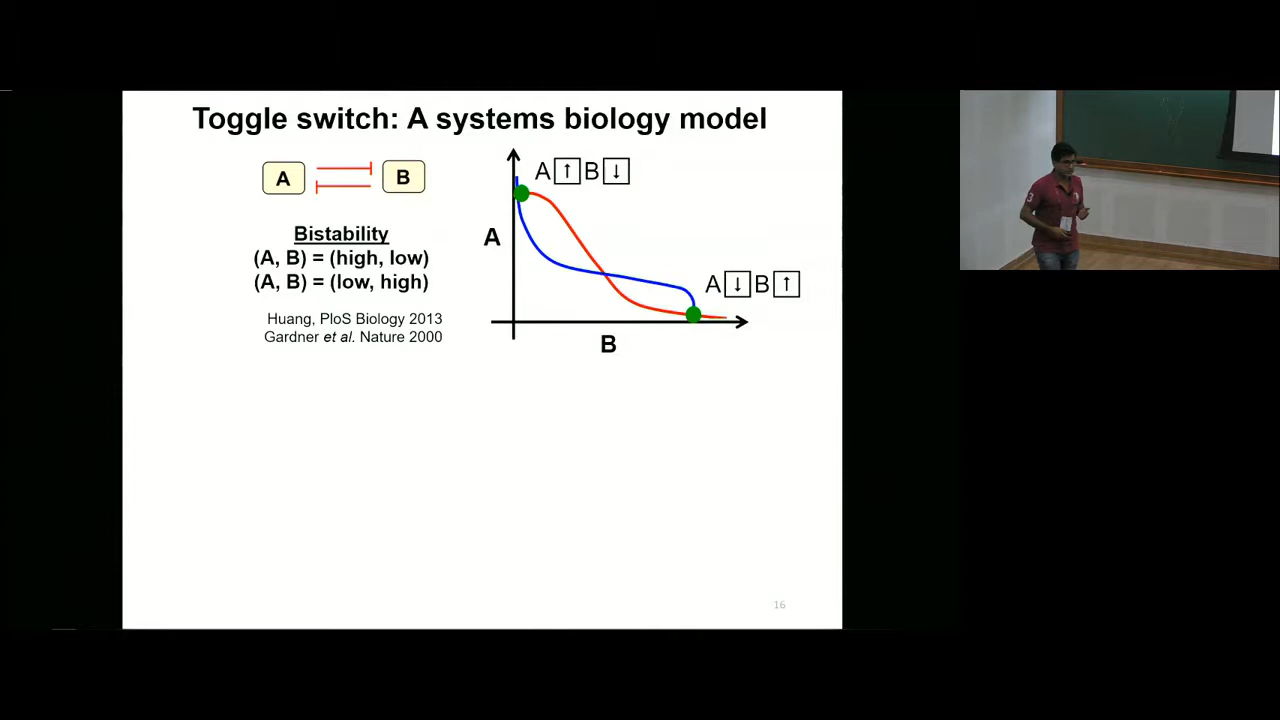 Toggle switch: A systems biology model
A
B
Bistability
(A, B) = (high, low)
(A, B) = (low, high)
Huang, PloS Biology 2013
Gardner et al. Nature 2000
A ↑ B ↓
A
A ↓ B ↑
B
16